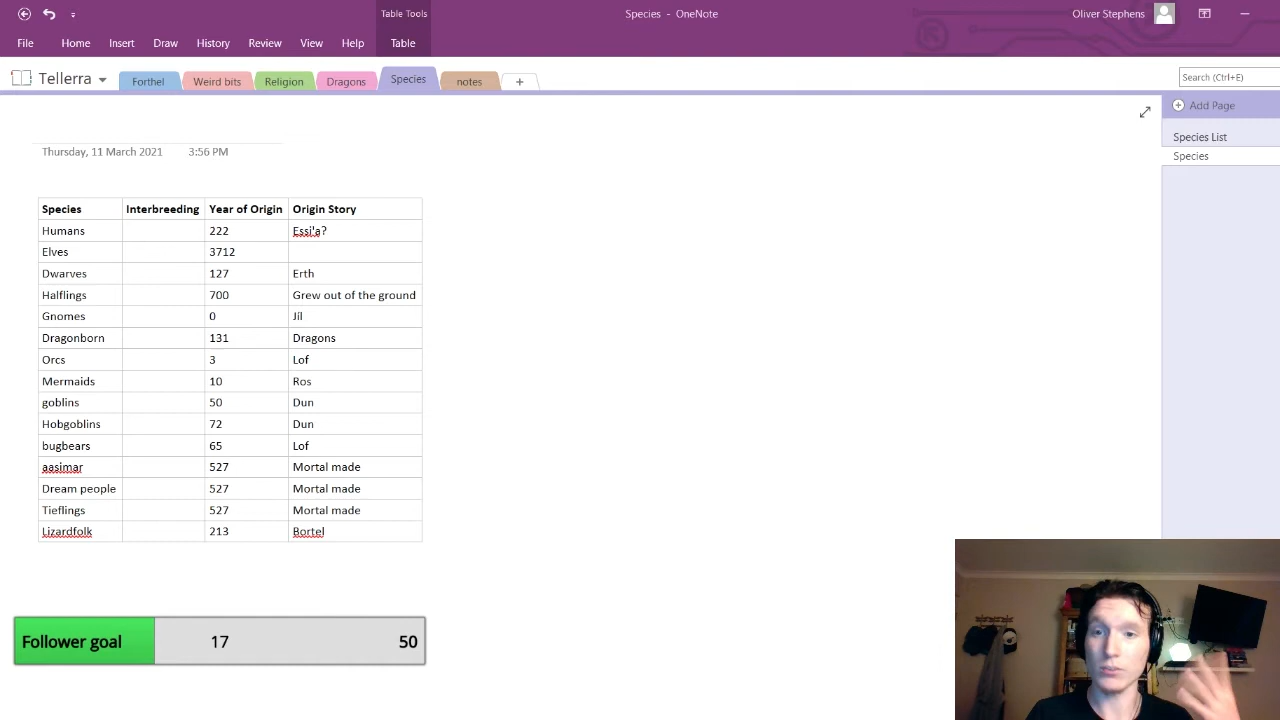 Table Tools
Species - OneNote
Oliver Stephens
File Home Insert Draw History Review View Help Table
Tellerra Forthel Weird bits Religion Dragons Species notes +
Search (Ctrl+E)
Add Page
Species List
Species
Thursday, 11 March 2021 3:56 PM
Species Interbreeding Year of Origin Origin Story
Humans 222 Essi'a?
Elves 3712
Dwarves 127 Erth
Halflings 700 Grew out of the ground
Gnomes 0 Jil
Dragonborn 131 Dragons
Orcs 3 Lof
Mermaids 10 Ros
goblins 50 Dun
Hobgoblins 72 Dun
bugbears 65 Lof
aasimar 527 Mortal made
Dream people 527 Mortal made
Tieflings 527 Mortal made
Lizardfolk 213 Bortel
Follower goal 17 50